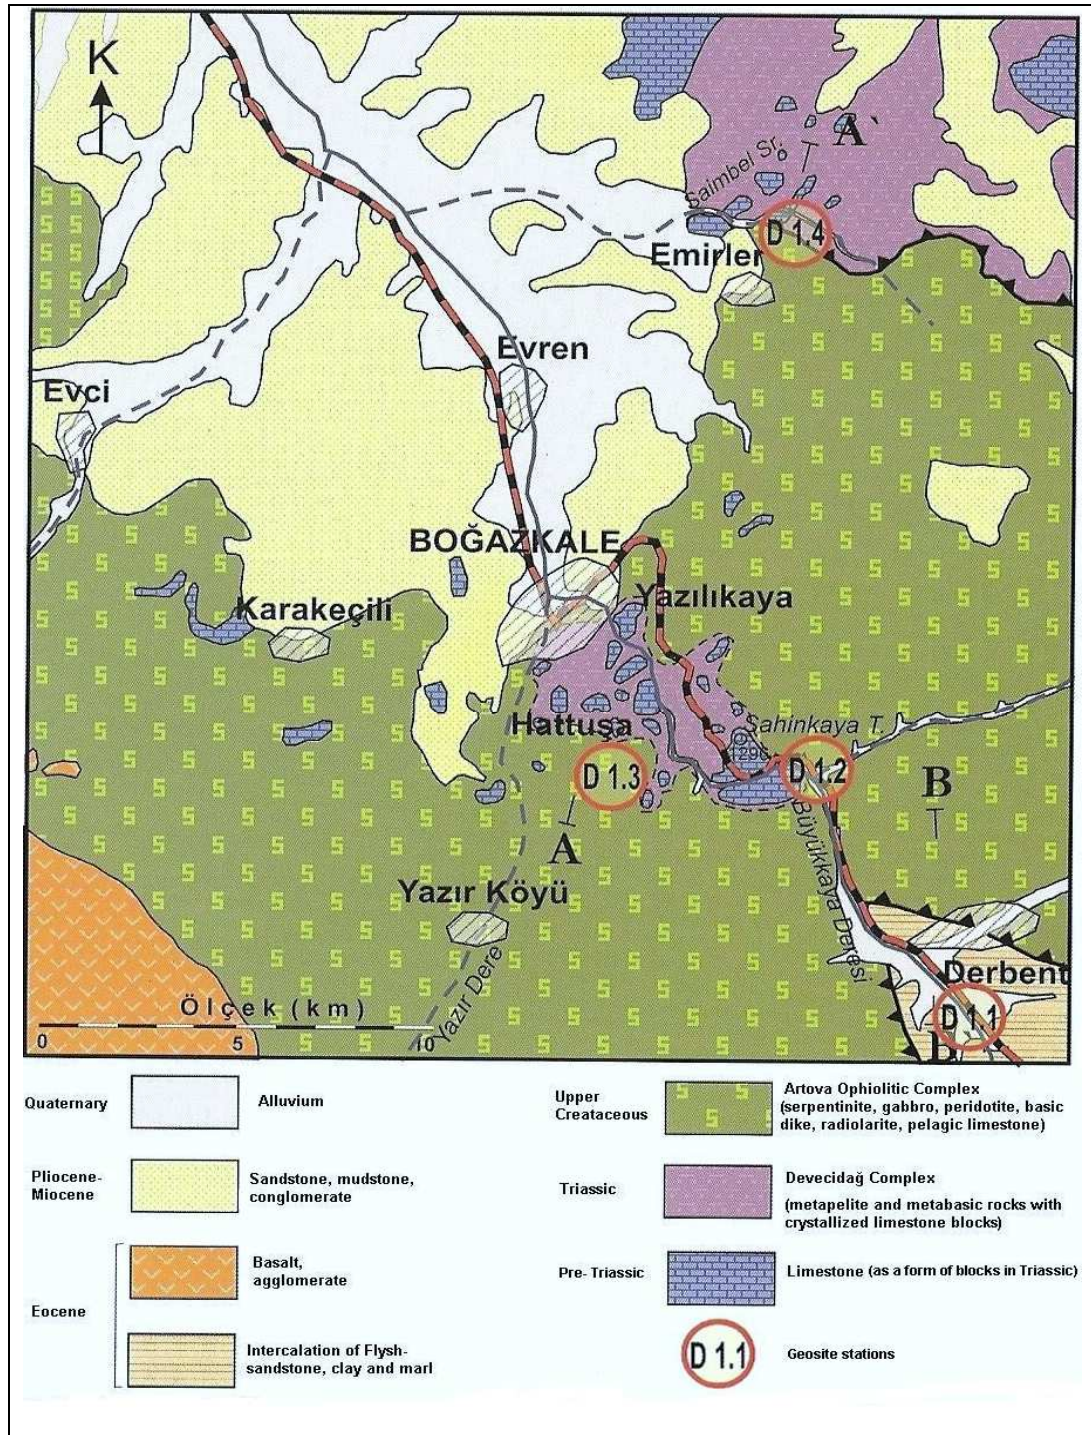 K
A`
Saimbel Sr.
D 1.4
Emirler
Evren
Evci
BOĞAZKALE
Yazılıkaya
Karakeçili
Hattuşa
Şahinkaya T.
D 1.3
D 1.2
B
A
Büyükkaya Deresi
Yazır Köyü
Yazır Dere
Derbent
D 1.1
Ölçek (km)
0 5 10
Quaternary
Alluvium
Pliocene-
Miocene
Sandstone, mudstone,
conglomerate
Eocene
Basalt,
agglomerate
Intercalation of Flysh-
sandstone, clay and marl
Upper
Creataceous
Artova Ophiolitic Complex
(serpentinite, gabbro, peridotite, basic
dike, radiolarite, pelagic limestone)
Triassic
Devecidağ Complex
(metapelite and metabasic rocks with
crystallized limestone blocks)
Pre- Triassic
Limestone (as a form of blocks in Triassic)
D 1.1
Geosite stations